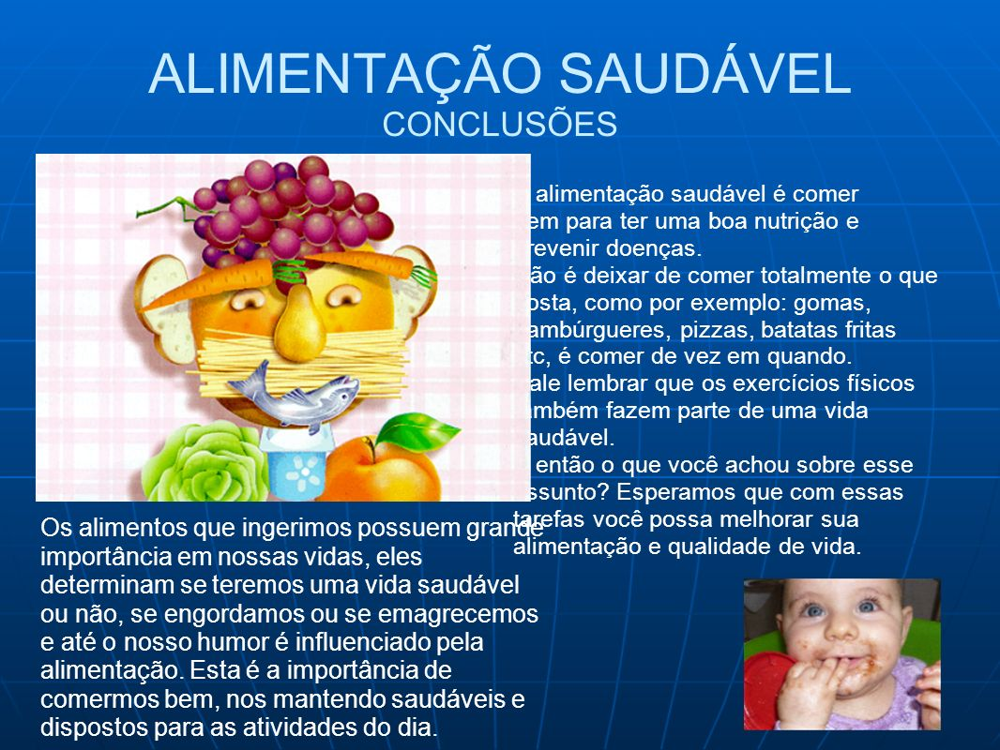 ALIMENTAÇÃO SAUDÁVEL
CONCLUSÕES
alimentação saudável é comer
em para ter uma boa nutrição e
revenir doenças.
ão é deixar de comer totalmente o que
osta, como por exemplo: gomas,
ambúrgueres, pizzas, batatas fritas
tc, é comer de vez em quando.
ale lembrar que os exercícios físicos
ambém fazem parte de uma vida
audável.
então o que você achou sobre esse
ssunto? Esperamos que com essas
tarefas você possa melhorar sua
alimentação e qualidade de vida.
Os alimentos que ingerimos possuem grande
importância em nossas vidas, eles
determinam se teremos uma vida saudável
ou não, se engordamos ou se emagrecemos
e até o nosso humor é influenciado pela
alimentação. Esta é a importância de
comermos bem, nos mantendo saudáveis e
dispostos para as atividades do dia.